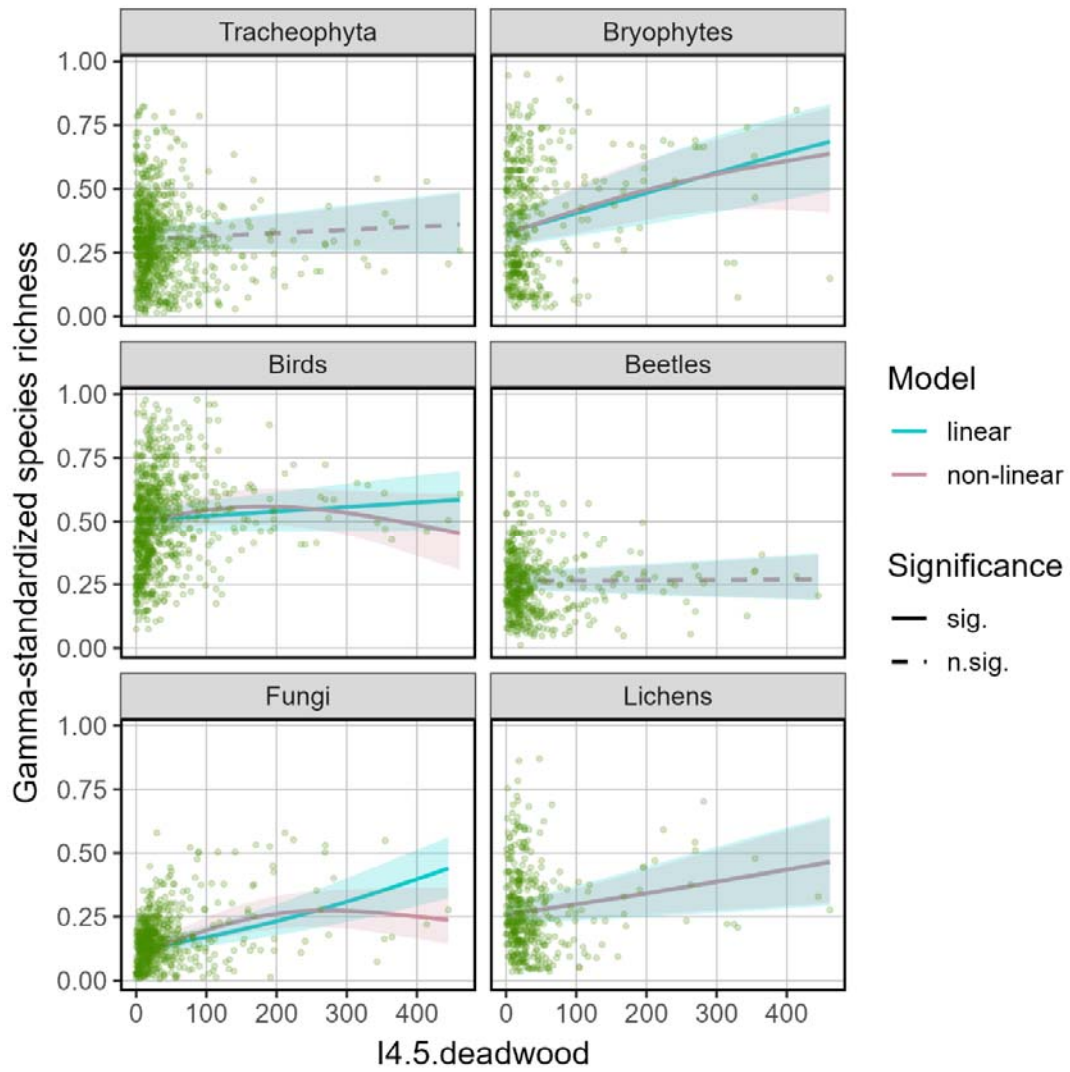 Tracheophyta
Bryophytes
1.00
0.75
0.50
0.25
0.00
Birds
Beetles
1.00
0.75
0.50
0.25
0.00
Fungi
Lichens
1.00
0.75
0.50
0.25
0.00
0 100 200 300 400
0 100 200 300 400
I4.5.deadwood
Gamma-standardized species richness
Model
linear
non-linear
Significance
sig.
n.sig.